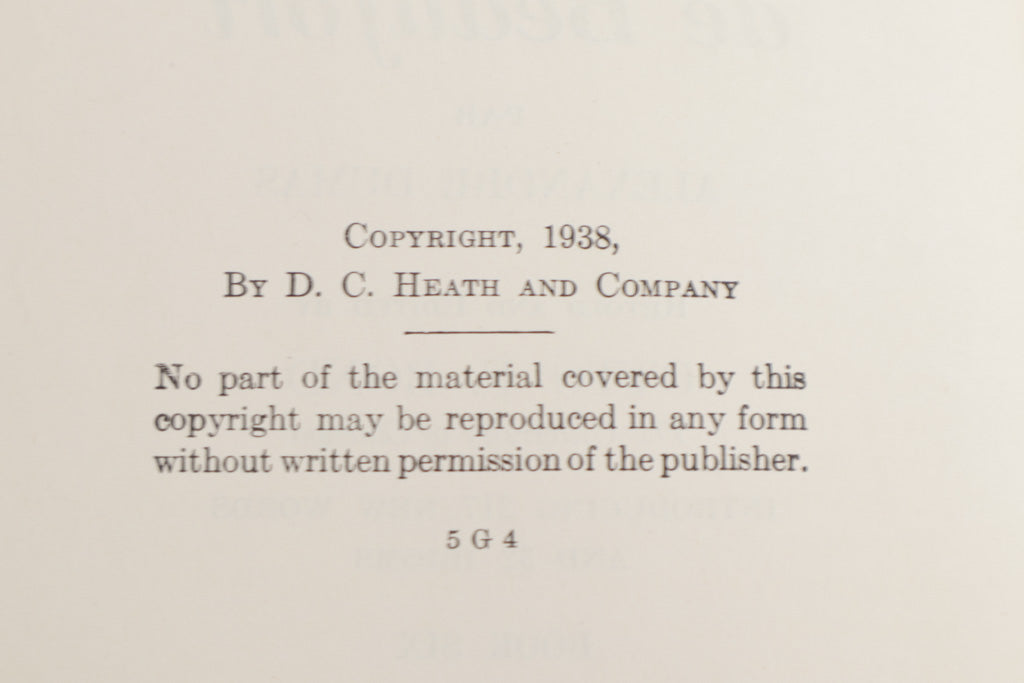 Copyright, 1938,
By D. C. Heath and Company
No part of the material covered by this
copyright may be reproduced in any form
without written permission of the publisher.
5 G 4